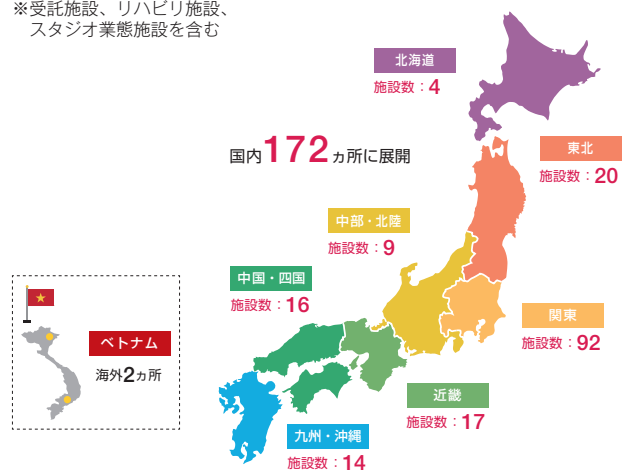 ※受託施設、リハビリ施設、
スタジオ業態施設を含む
北海道
施設数：4
国内172ヵ所に展開
東北
施設数：20
中部・北陸
施設数：9
中国・四国
施設数：16
関東
施設数：92
ベトナム
海外2ヵ所
近畿
施設数：17
九州・沖縄
施設数：14